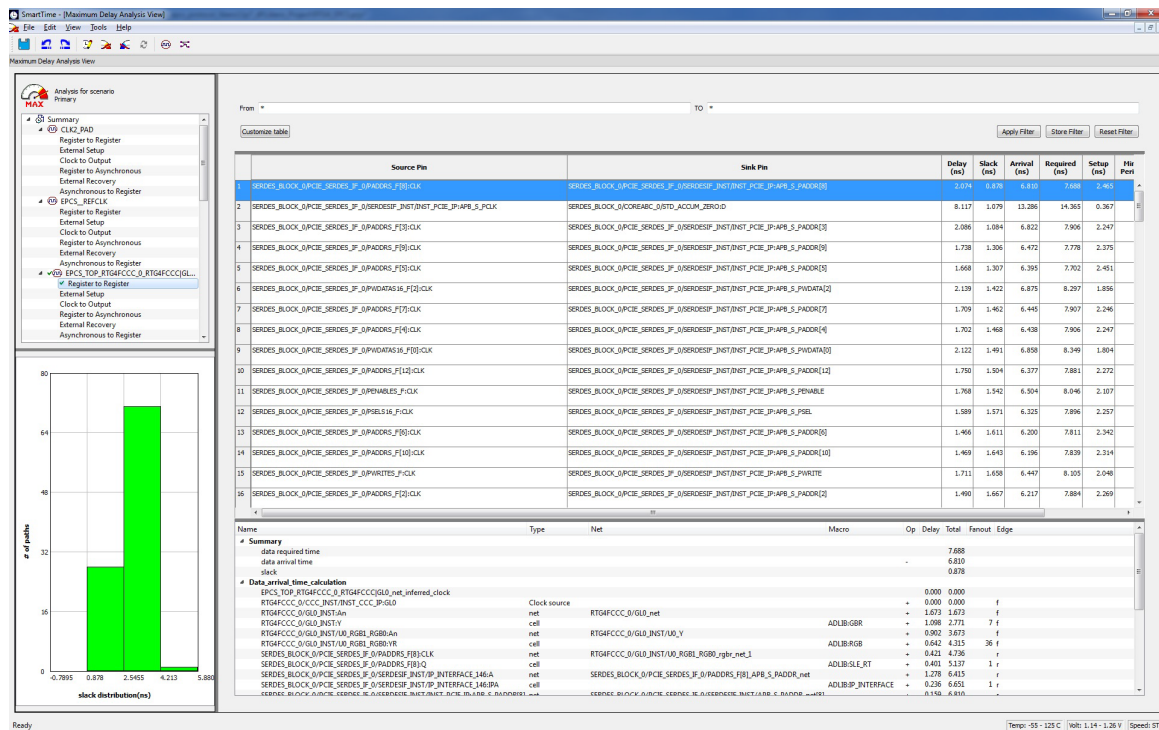 SmartTime - [Maximum Delay Analysis View]
File Edit View Tools Help
Maximum Delay Analysis View
Analysis for scenario
Primary
MAX
Summary
CLK2_PAD
Register to Register
External Setup
Clock to Output
Register to Asynchronous
External Recovery
Asynchronous to Register
EPCS_REFCLK
Register to Register
External Setup
Clock to Output
Register to Asynchronous
External Recovery
Asynchronous to Register
EPCS_TOP_RTG4FCCC_0_RTG4FCCC|GL...
Register to Register
External Setup
Clock to Output
Register to Asynchronous
External Recovery
Asynchronous to Register
From * TO *
Customize table Apply Filter Store Filter Reset Filter
Source Pin Sink Pin Delay (ns) Slack (ns) Arrival (ns) Required (ns) Setup (ns)
1 SERDES_BLOCK_0/PCIE_SERDES_IF_0/PADDRS_F[8]:CLK SERDES_BLOCK_0/PCIE_SERDES_IF_0/SERDESIF_INST/INST_PCIE_IP:APB_S_PADDR[8] 2.074 0.878 6.810 7.688 2.465
2 SERDES_BLOCK_0/PCIE_SERDES_IF_0/SERDESIF_INST/INST_PCIE_IP:APB_S_PCLK SERDES_BLOCK_0/COREABC_0/STD_ACCUM_ZERO:D 8.117 1.079 13.286 14.365 0.367
3 SERDES_BLOCK_0/PCIE_SERDES_IF_0/PADDRS_F[3]:CLK SERDES_BLOCK_0/PCIE_SERDES_IF_0/SERDESIF_INST/INST_PCIE_IP:APB_S_PADDR[3] 2.086 1.084 6.822 7.906 2.247
4 SERDES_BLOCK_0/PCIE_SERDES_IF_0/PADDRS_F[9]:CLK SERDES_BLOCK_0/PCIE_SERDES_IF_0/SERDESIF_INST/INST_PCIE_IP:APB_S_PADDR[9] 1.738 1.306 6.472 7.778 2.375
5 SERDES_BLOCK_0/PCIE_SERDES_IF_0/PADDRS_F[5]:CLK SERDES_BLOCK_0/PCIE_SERDES_IF_0/SERDESIF_INST/INST_PCIE_IP:APB_S_PADDR[5] 1.668 1.307 6.395 7.702 2.451
6 SERDES_BLOCK_0/PCIE_SERDES_IF_0/PWDATAS16_F[2]:CLK SERDES_BLOCK_0/PCIE_SERDES_IF_0/SERDESIF_INST/INST_PCIE_IP:APB_S_PWDATA[2] 2.139 1.422 6.875 8.297 1.856
7 SERDES_BLOCK_0/PCIE_SERDES_IF_0/PADDRS_F[7]:CLK SERDES_BLOCK_0/PCIE_SERDES_IF_0/SERDESIF_INST/INST_PCIE_IP:APB_S_PADDR[7] 1.709 1.462 6.445 7.907 2.246
8 SERDES_BLOCK_0/PCIE_SERDES_IF_0/PADDRS_F[4]:CLK SERDES_BLOCK_0/PCIE_SERDES_IF_0/SERDESIF_INST/INST_PCIE_IP:APB_S_PADDR[4] 1.702 1.468 6.438 7.906 2.247
9 SERDES_BLOCK_0/PCIE_SERDES_IF_0/PWDATAS16_F[0]:CLK SERDES_BLOCK_0/PCIE_SERDES_IF_0/SERDESIF_INST/INST_PCIE_IP:APB_S_PWDATA[0] 2.122 1.491 6.858 8.349 1.804
10 SERDES_BLOCK_0/PCIE_SERDES_IF_0/PADDRS_F[12]:CLK SERDES_BLOCK_0/PCIE_SERDES_IF_0/SERDESIF_INST/INST_PCIE_IP:APB_S_PADDR[12] 1.750 1.504 6.377 7.881 2.272
11 SERDES_BLOCK_0/PCIE_SERDES_IF_0/PENABLES_F:CLK SERDES_BLOCK_0/PCIE_SERDES_IF_0/SERDESIF_INST/INST_PCIE_IP:APB_S_PENABLE 1.768 1.542 6.504 8.046 2.107
12 SERDES_BLOCK_0/PCIE_SERDES_IF_0/PSELS16_F:CLK SERDES_BLOCK_0/PCIE_SERDES_IF_0/SERDESIF_INST/INST_PCIE_IP:APB_S_PSEL 1.589 1.571 6.325 7.896 2.257
13 SERDES_BLOCK_0/PCIE_SERDES_IF_0/PADDRS_F[6]:CLK SERDES_BLOCK_0/PCIE_SERDES_IF_0/SERDESIF_INST/INST_PCIE_IP:APB_S_PADDR[6] 1.466 1.611 6.200 7.811 2.342
14 SERDES_BLOCK_0/PCIE_SERDES_IF_0/PADDRS_F[10]:CLK SERDES_BLOCK_0/PCIE_SERDES_IF_0/SERDESIF_INST/INST_PCIE_IP:APB_S_PADDR[10] 1.469 1.643 6.196 7.839 2.314
15 SERDES_BLOCK_0/PCIE_SERDES_IF_0/PWRITES_F:CLK SERDES_BLOCK_0/PCIE_SERDES_IF_0/SERDESIF_INST/INST_PCIE_IP:APB_S_PWRITE 1.711 1.658 6.447 8.105 2.048
16 SERDES_BLOCK_0/PCIE_SERDES_IF_0/PADDRS_F[2]:CLK SERDES_BLOCK_0/PCIE_SERDES_IF_0/SERDESIF_INST/INST_PCIE_IP:APB_S_PADDR[2] 1.490 1.667 6.217 7.884 2.269
80
64
48
32
16
0
# of paths
-0.7895 0.878 2.5455 4.213 5.880
slack distribution(ns)
Name Type Net Macro Op Delay Total Fanout Edge
Summary
data required time 7.688
data arrival time - 6.810
slack 0.878
Data_arrival_time_calculation
EPCS_TOP_RTG4FCCC_0_RTG4FCCC|GL0_net_inferred_clock 0.000 0.000
RTG4FCCC_0/CCC_INST/INST_CCC_IP:GL0 Clock source + 0.000 0.000 f
RTG4FCCC_0/GL0_INST:An net RTG4FCCC_0/GL0_net + 1.673 1.673 f
RTG4FCCC_0/GL0_INST:Y cell ADLIB:GBR + 1.098 2.771 7 f
RTG4FCCC_0/GL0_INST/U0_RGB1_RGB0:An net RTG4FCCC_0/GL0_INST/U0_Y + 0.902 3.673 f
RTG4FCCC_0/GL0_INST/U0_RGB1_RGB0:YR cell ADLIB:RGB + 0.642 4.315 36 f
SERDES_BLOCK_0/PCIE_SERDES_IF_0/PADDRS_F[8]:CLK net RTG4FCCC_0/GL0_INST/U0_RGB1_RGB0_rgbr_net_1 + 0.421 4.736 r
SERDES_BLOCK_0/PCIE_SERDES_IF_0/PADDRS_F[8]:Q cell ADLIB:SLE_RT + 0.401 5.137 1 r
SERDES_BLOCK_0/PCIE_SERDES_IF_0/SERDESIF_INST/IP_INTERFACE_146:A net SERDES_BLOCK_0/PCIE_SERDES_IF_0/PADDRS_F[8]_APB_S_PADDR_net + 1.278 6.415 r
SERDES_BLOCK_0/PCIE_SERDES_IF_0/SERDESIF_INST/IP_INTERFACE_146:IPA cell ADLIB:IP_INTERFACE + 0.236 6.651 1 r
Ready Temp: -55 - 125 C Volt: 1.14 - 1.26 V Speed: ST